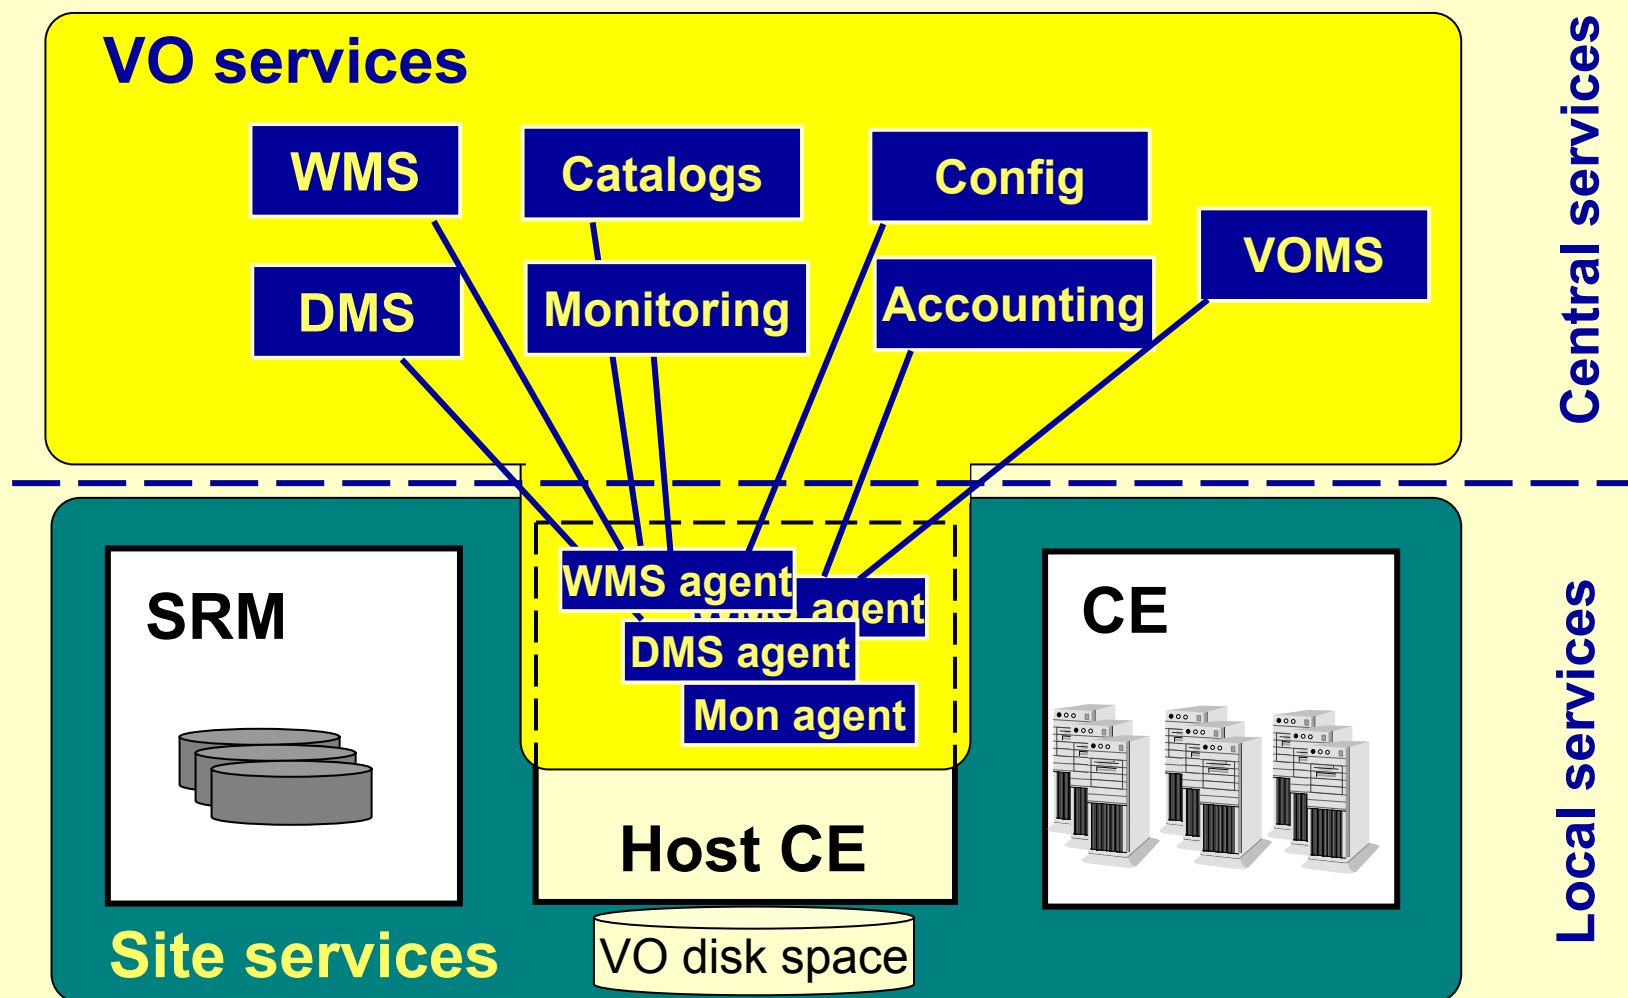 VO services
WMS
Catalogs
Config
VOMS
DMS
Monitoring
Accounting
Central services
WMS agent
WMS agent
DMS agent
Mon agent
SRM
CE
Host CE
Site services
VO disk space
Local services